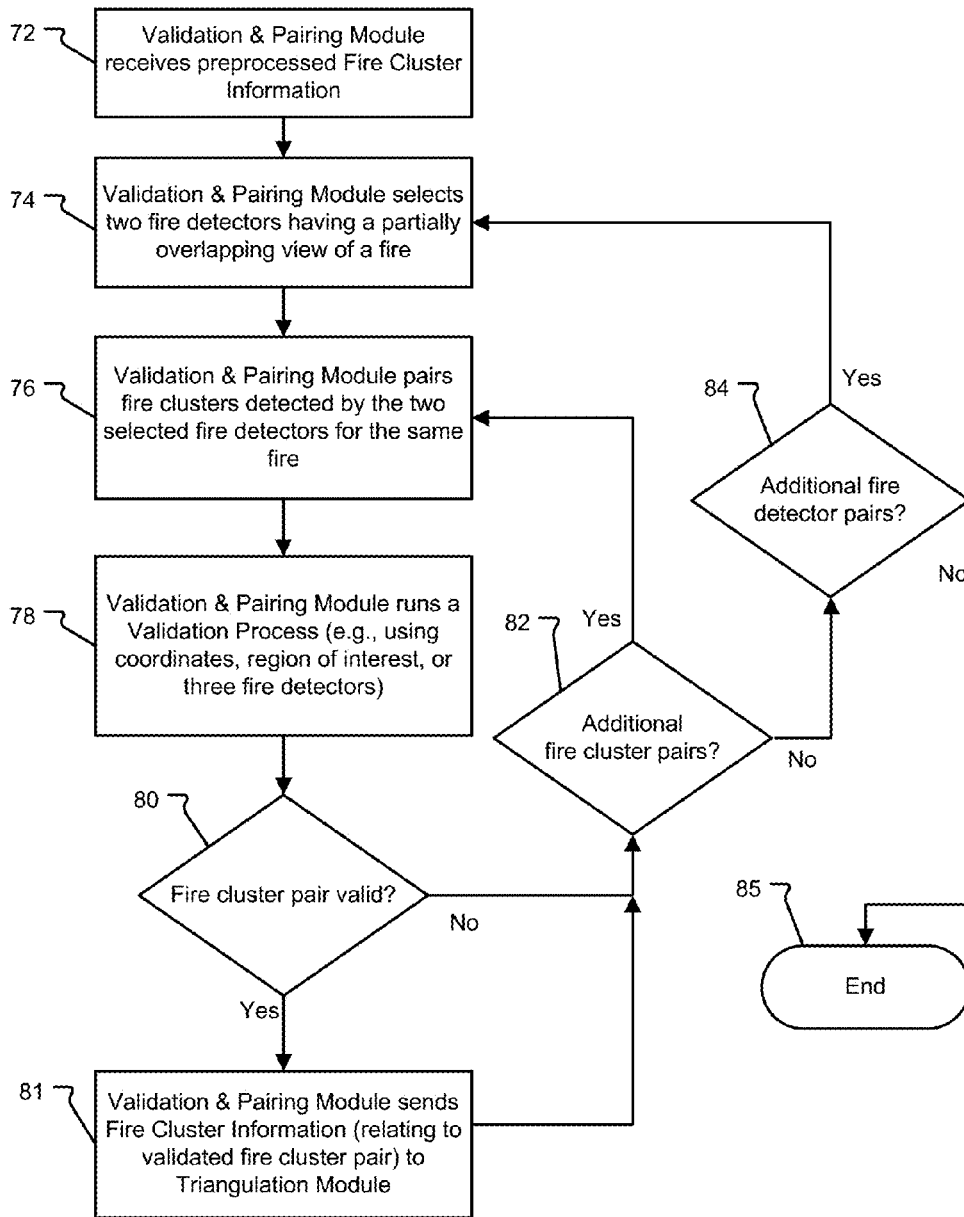 72
Validation & Pairing Module
receives preprocessed Fire Cluster
Information
74
Validation & Pairing Module selects
two fire detectors having a partially
overlapping view of a fire
76
Validation & Pairing Module pairs
fire clusters detected by the two
selected fire detectors for the same
fire
84
Yes
Additional fire
detector pairs?
No
78
Validation & Pairing Module runs a
Validation Process (e.g., using
coordinates, region of interest, or
three fire detectors)
82
Yes
Additional
fire cluster pairs?
No
80
Fire cluster pair valid?
No
Yes
85
End
81
Validation & Pairing Module sends
Fire Cluster Information (relating to
validated fire cluster pair) to
Triangulation Module